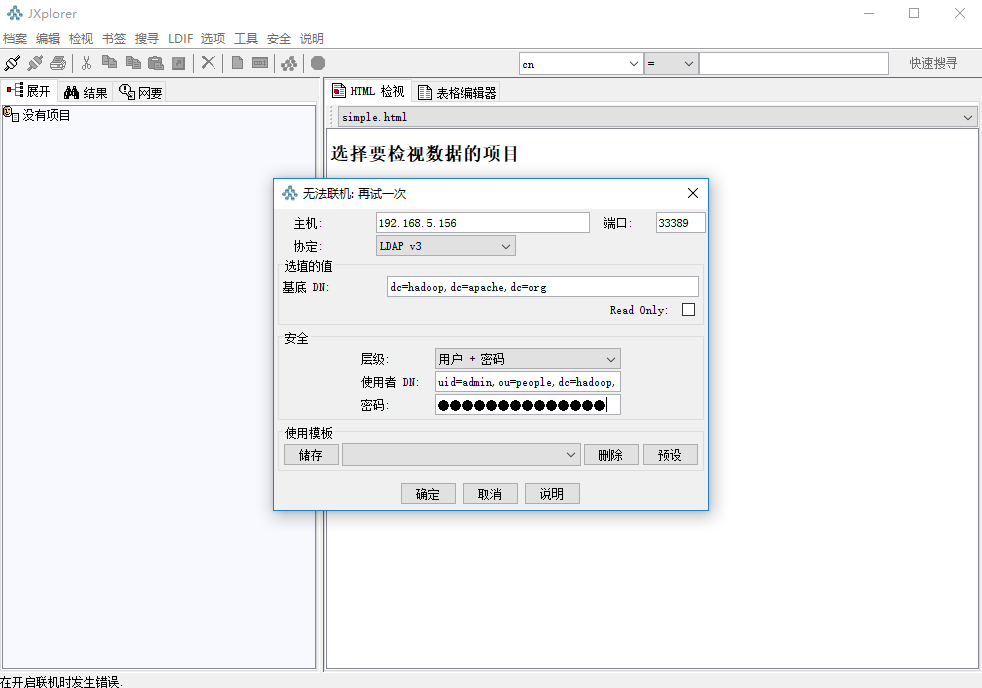 JXplorer
档案 编辑 检视 书签 搜寻 LDIF 选项 工具 安全 说明
cn = 快速搜寻
展开 结果 网要 HTML 检视 表格编辑器
没有项目
simple.html
选择要检视数据的项目
无法联机: 再试一次
主机: 192.168.5.156 端口: 33389
协定: LDAP v3
选填的值
基底 DN: dc=hadoop,dc=apache,dc=org
Read Only:
安全
层级: 用户 + 密码
使用者 DN: uid=admin,ou=people,dc=hadoop,
密码: ●●●●●●●●●●●●●●
使用模板
储存 删除 预设
确定 取消 说明
在开启联机时发生错误.